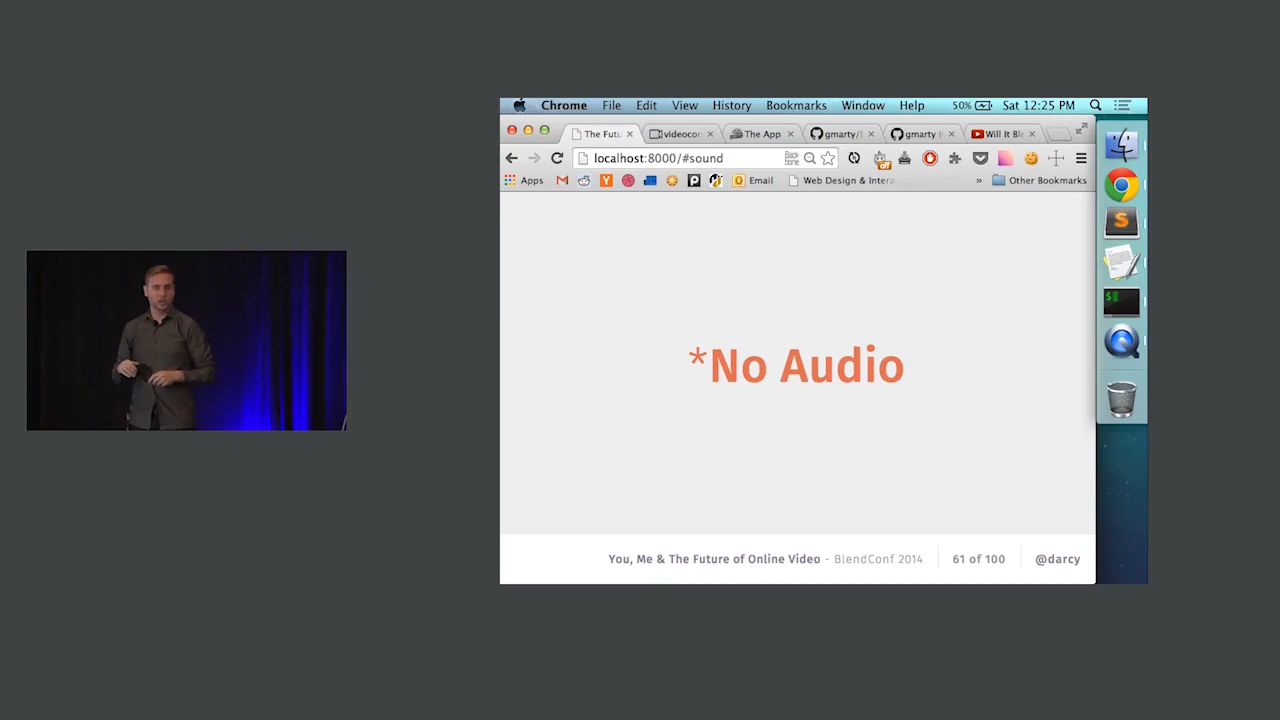 Chrome File Edit View History Bookmarks Window Help 50% Sat 12:25 PM
The Futu videocon The App gmarty/ gmarty Will It Ble
localhost:8000/#sound
Apps Y P O Email Web Design & Intera » Other Bookmarks
S
$
*No Audio
You, Me & The Future of Online Video - BlendConf 2014 61 of 100 @darcy